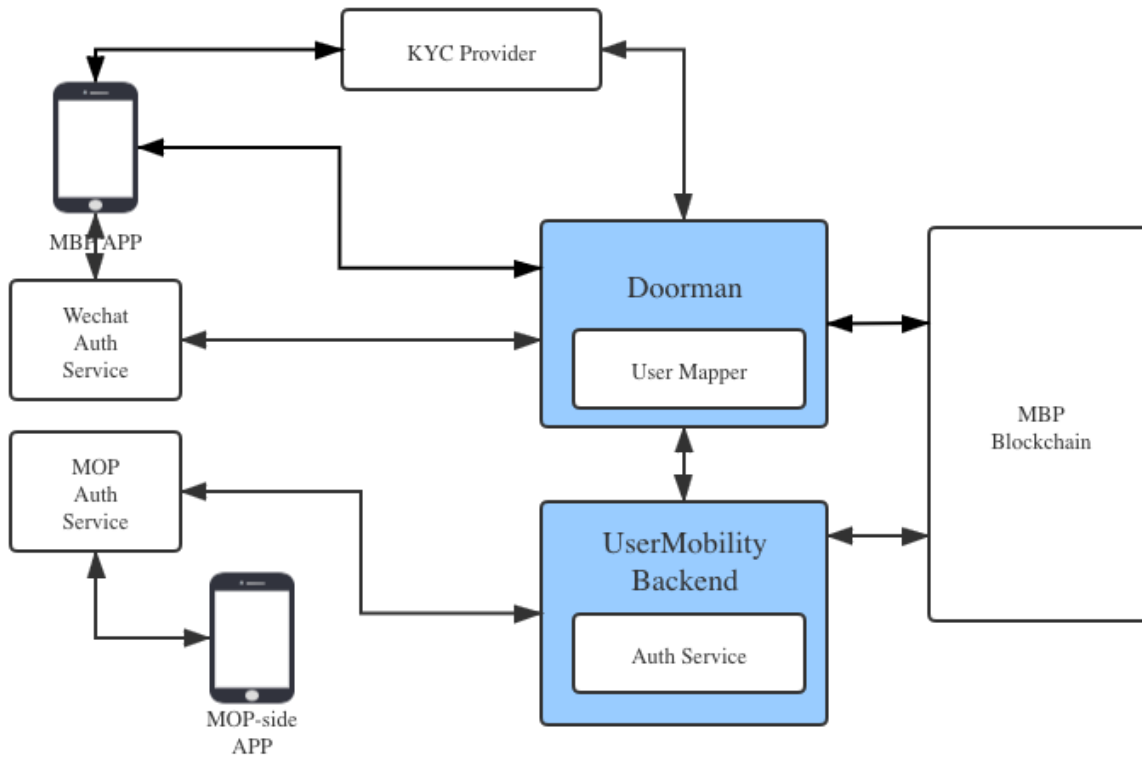 KYC Provider
MBP APP
Doorman
Wechat
Auth
Service
User Mapper
MBP
Blockchain
MOP
Auth
Service
UserMobility
Backend
Auth Service
MOP-side
APP